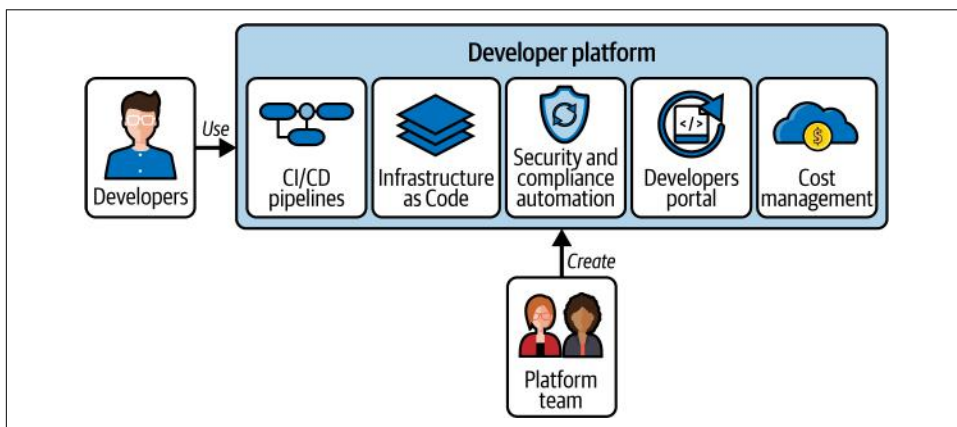 Developer platform
Use
Developers
CI/CD
pipelines
Infrastructure
as Code
Security and
compliance
automation
</>
Developers
portal
$
Cost
management
Create
Platform
team